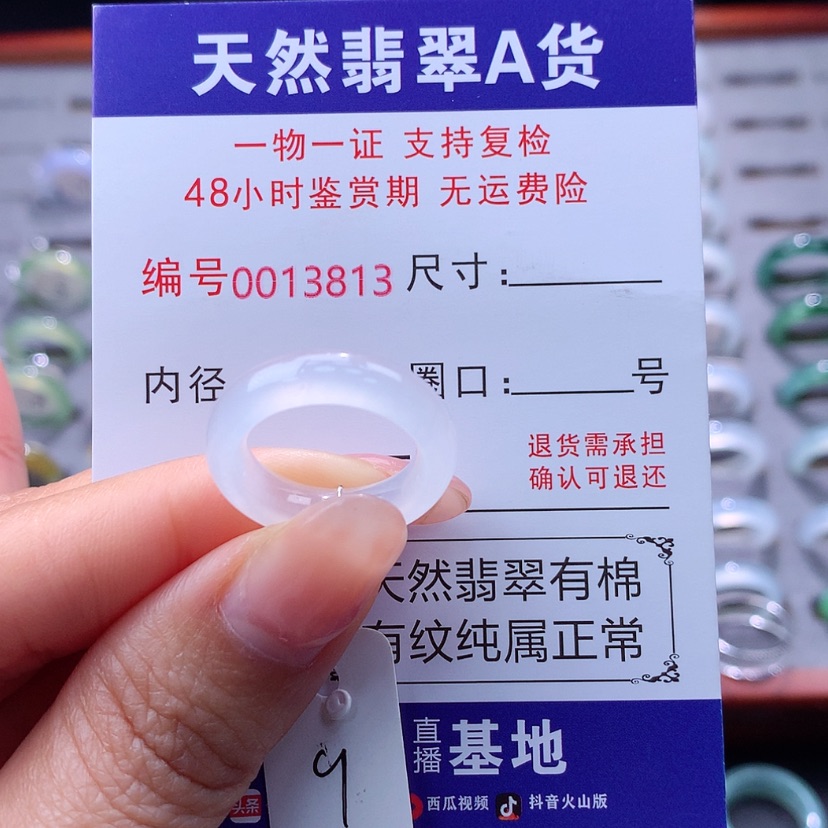 天然翡翠A货
一物一证 支持复检
48小时鉴赏期 无运费险
编号0013813 尺寸:
内径 圈口: 号
退货需承担
确认可退还
天然翡翠有棉
有纹纯属正常
直播基地
头条 西瓜视频 抖音火山版
9